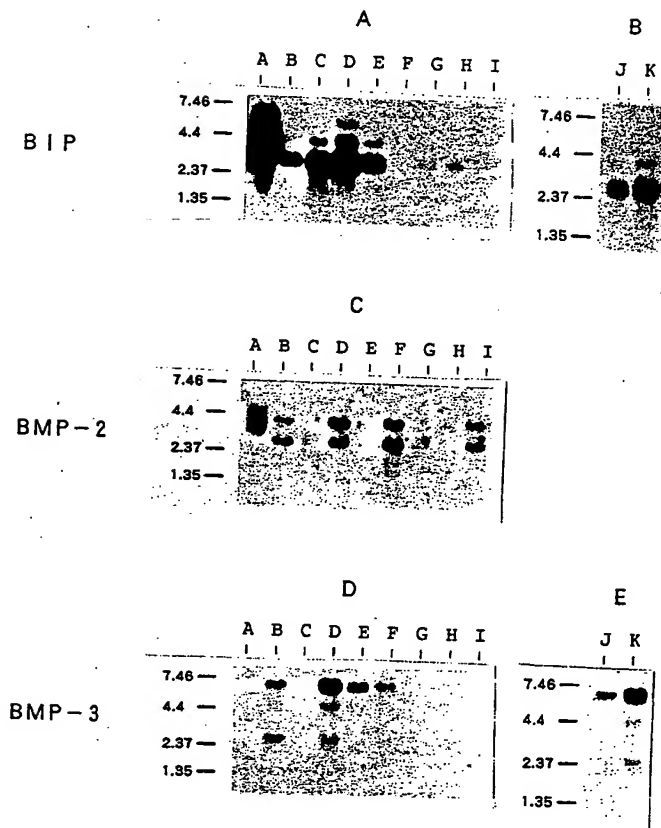 A
B
A B C D E F G H I
J K
BIP
7.46
4.4
2.37
1.35
7.46
4.4
2.37
1.35
C
A B C D E F G H I
BMP-2
7.46
4.4
2.37
1.35
D
E
A B C D E F G H I
J K
BMP-3
7.46
4.4
2.37
1.35
7.46
4.4
2.37
1.35